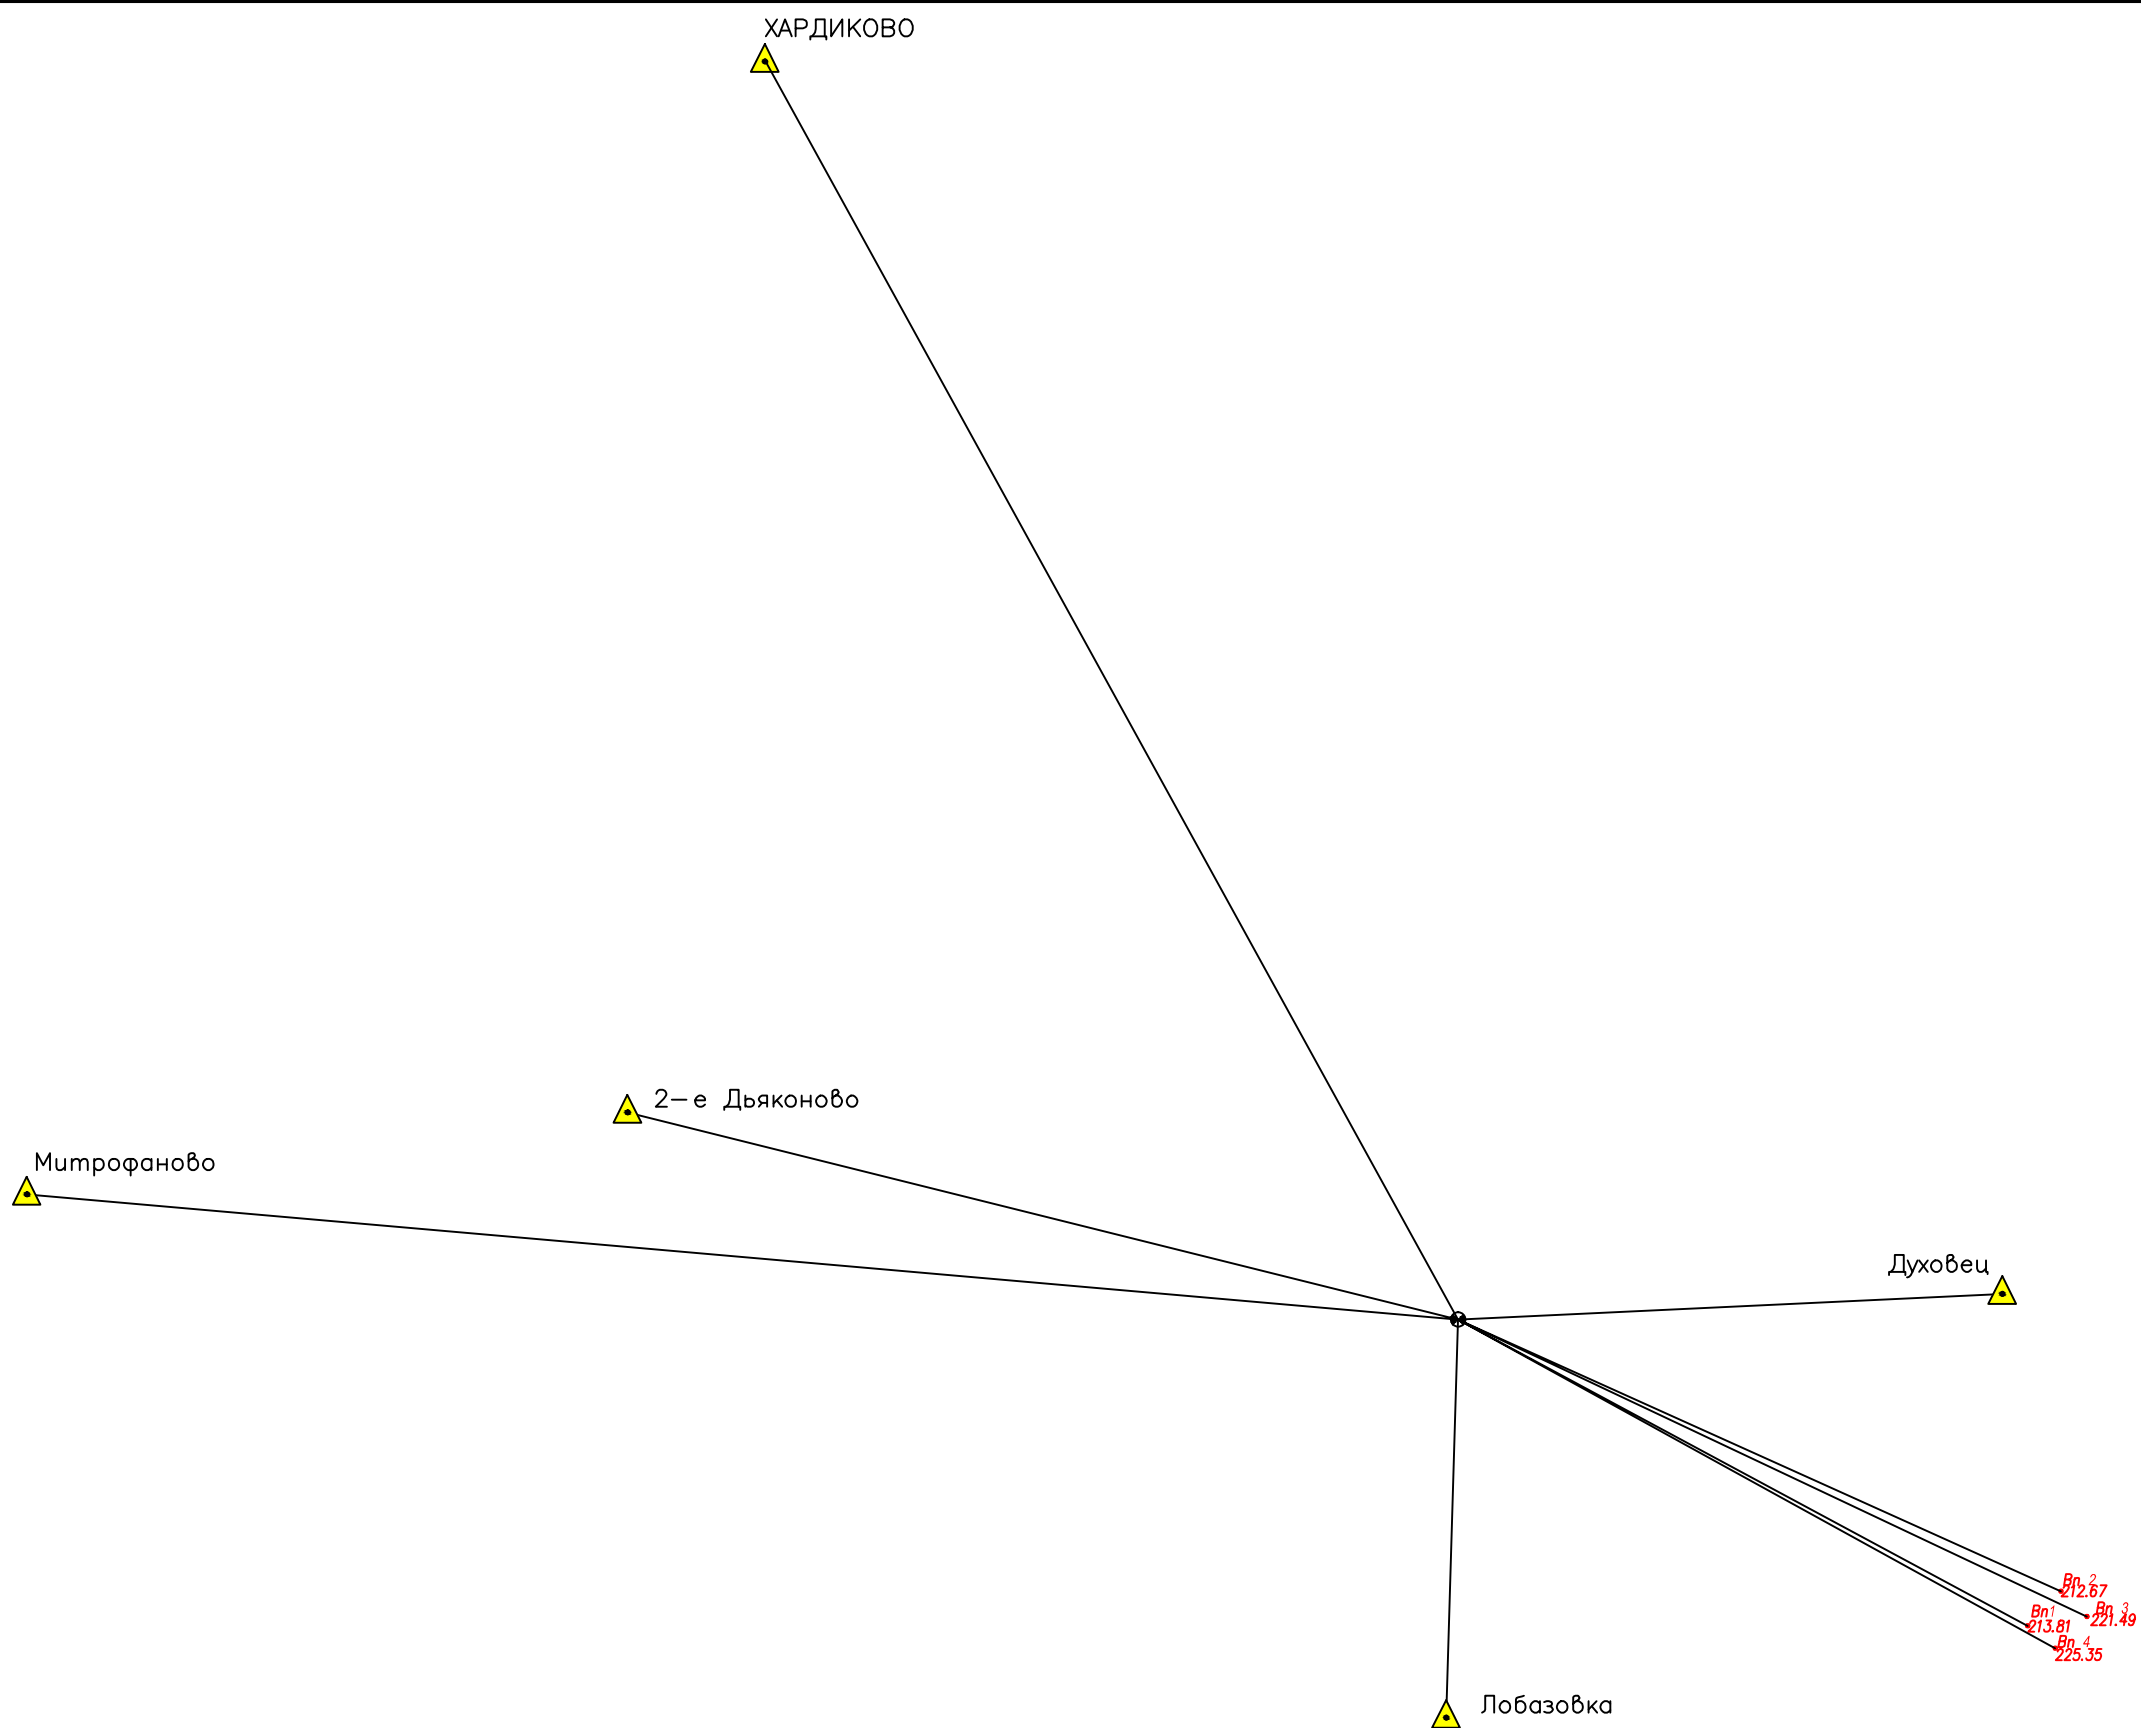 ХАРДИКОВО
2-е Дьяконово
Митрофаново
Духовец
Вп 2
212.67
Вп 3
221.49
Вп1
213.81
Вп 4
225.35
Лобазовка